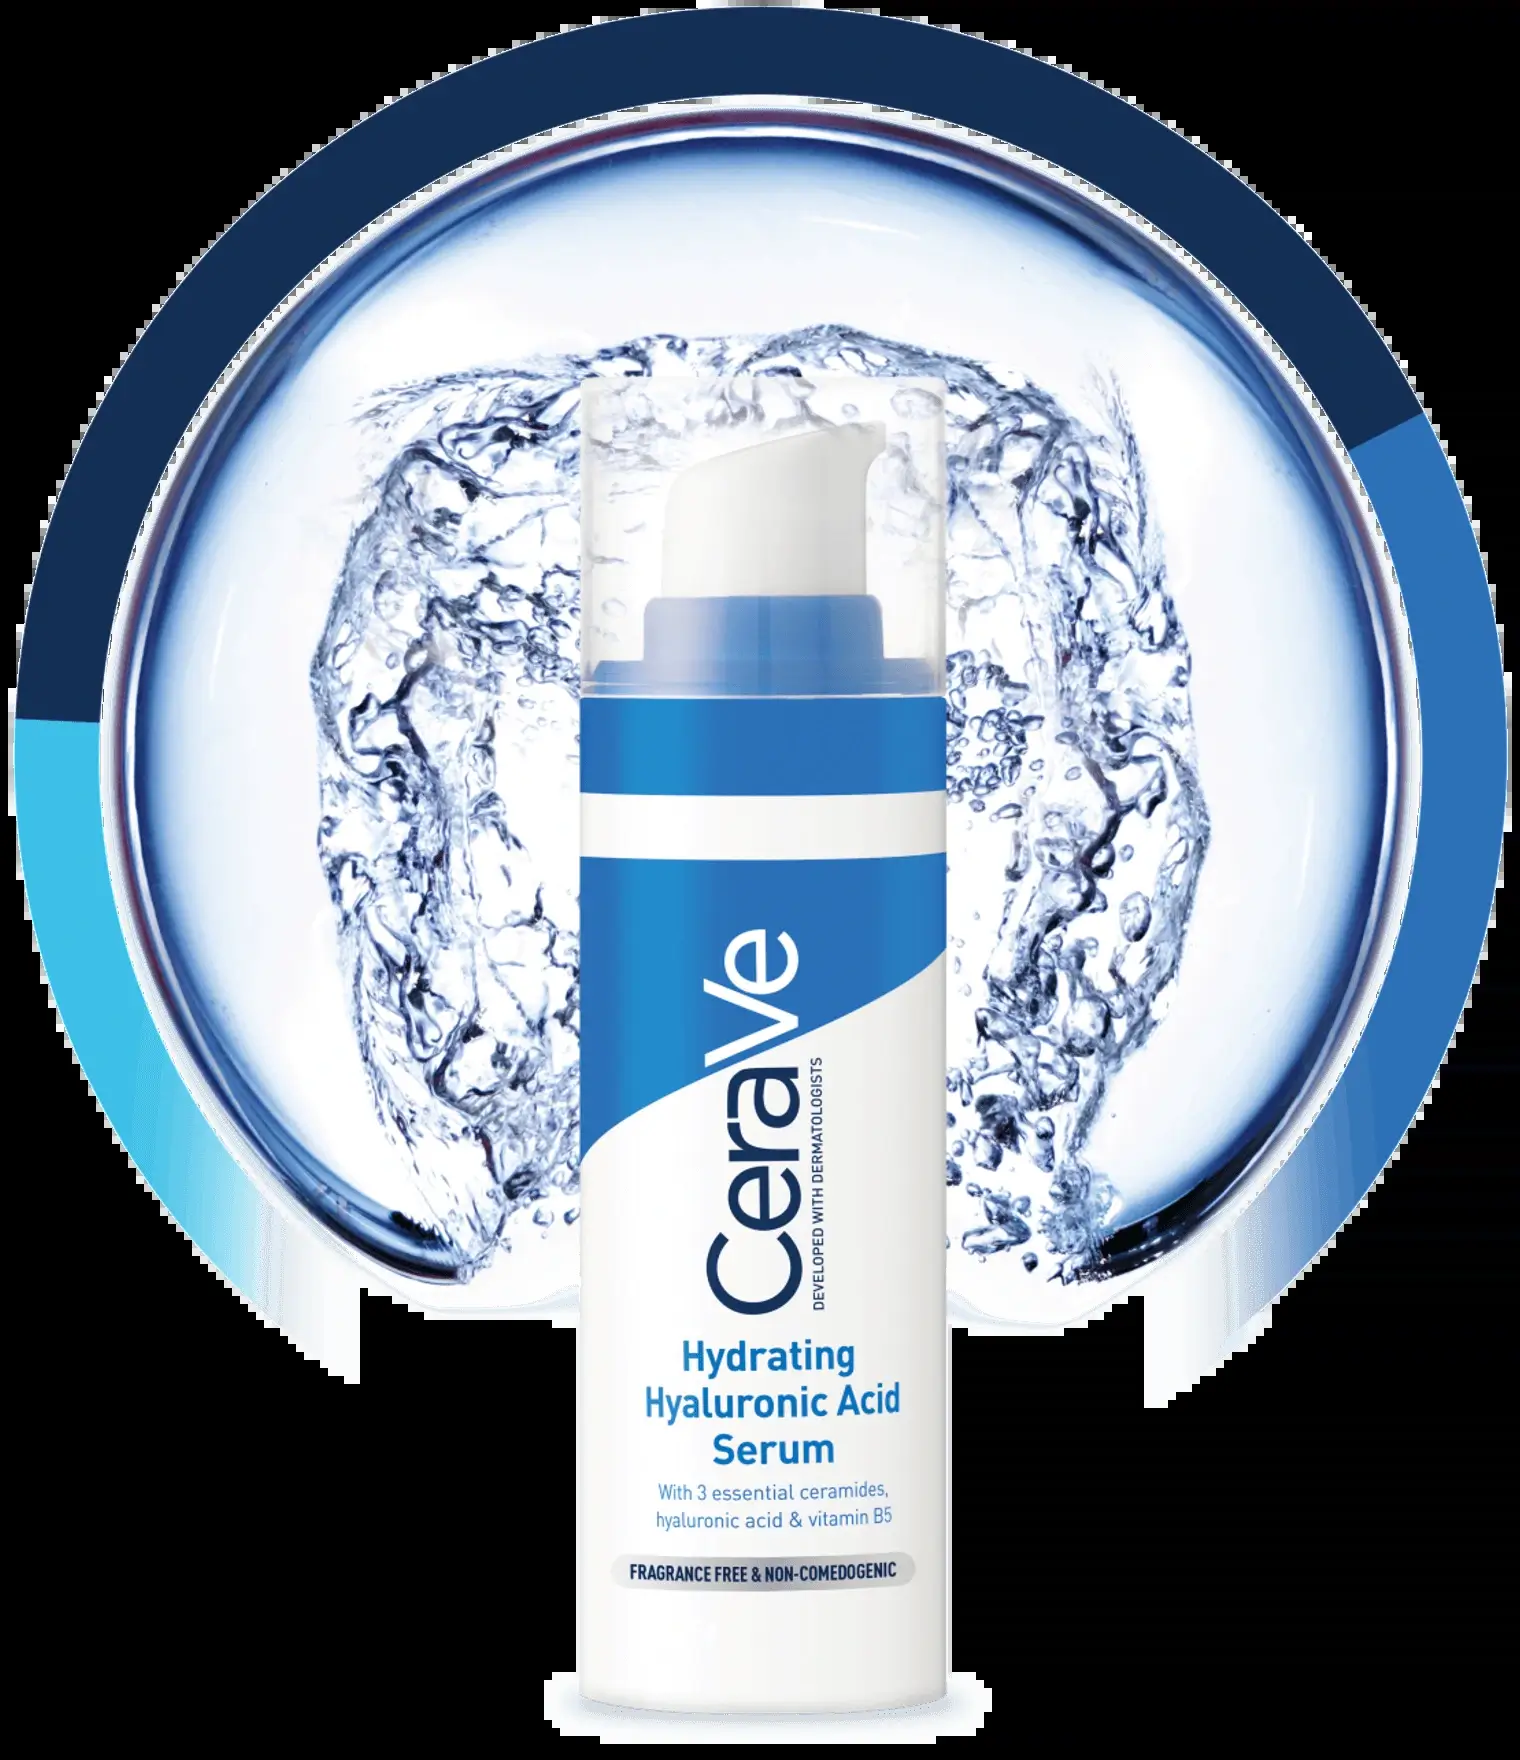 CeraVe
DEVELOPED WITH DERMATOLOGISTS
Hydrating
Hyaluronic Acid
Serum
With 3 essential ceramides,
hyaluronic acid & vitamin B5
FRAGRANCE FREE & NON-COMEDOGENIC